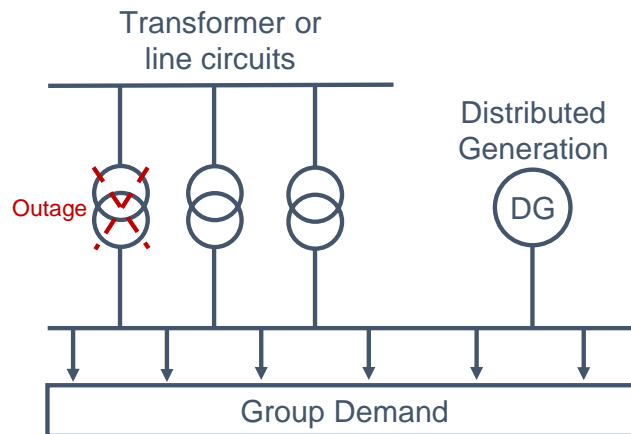 Transformer or
line circuits
Distributed
Generation
Outage
DG
Group Demand